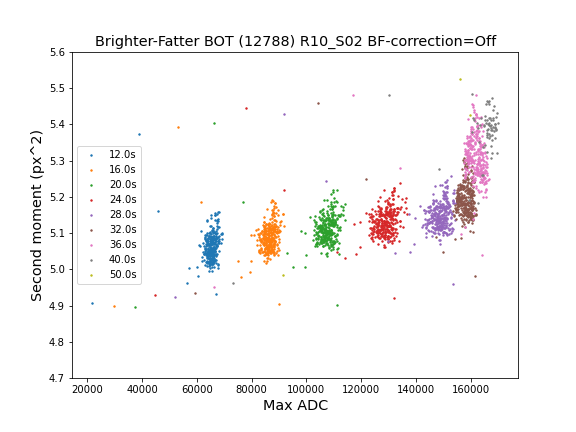 Brighter-Fatter BOT (12788) R10_S02 BF-correction=Off
Second moment (px^2)
5.6
5.5
5.4
5.3
5.2
5.1
5.0
4.9
4.8
4.7
12.0s
16.0s
20.0s
24.0s
28.0s
32.0s
36.0s
40.0s
50.0s
20000 40000 60000 80000 100000 120000 140000 160000
Max ADC